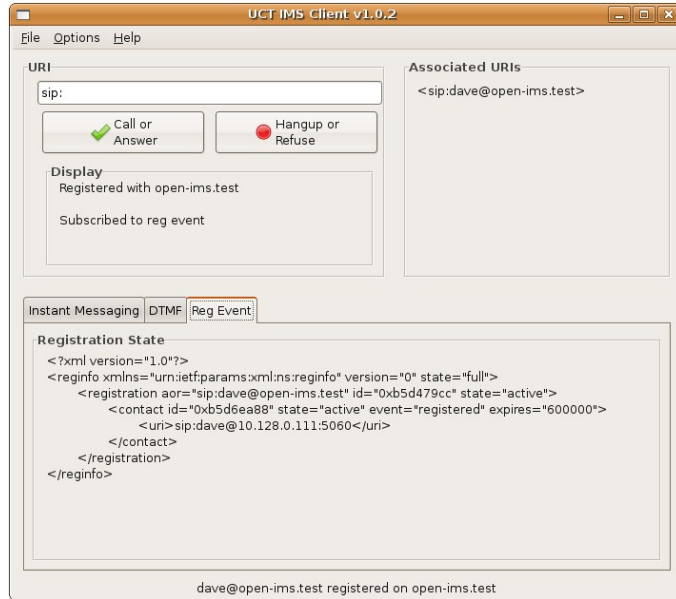 UCT IMS Client v1.0.2
File Options Help
URI
sip:
Call or
Answer
Hangup or
Refuse
Display
Registered with open-ims.test
Subscribed to reg event
Associated URIs
<sip:dave@open-ims.test>
Instant Messaging DTMF Reg Event
Registration State
<?xml version="1.0"?>
<reginfo xmlns="urn:ietf:params:xml:ns:reginfo" version="0" state="full">
<registration aor="sip:dave@open-ims.test" id="0xb5d479cc" state="active">
<contact id="0xb5d6ea88" state="active" event="registered" expires="600000">
<uri>sip:dave@10.128.0.111:5060</uri>
</contact>
</registration>
</reginfo>
dave@open-ims.test registered on open-ims.test